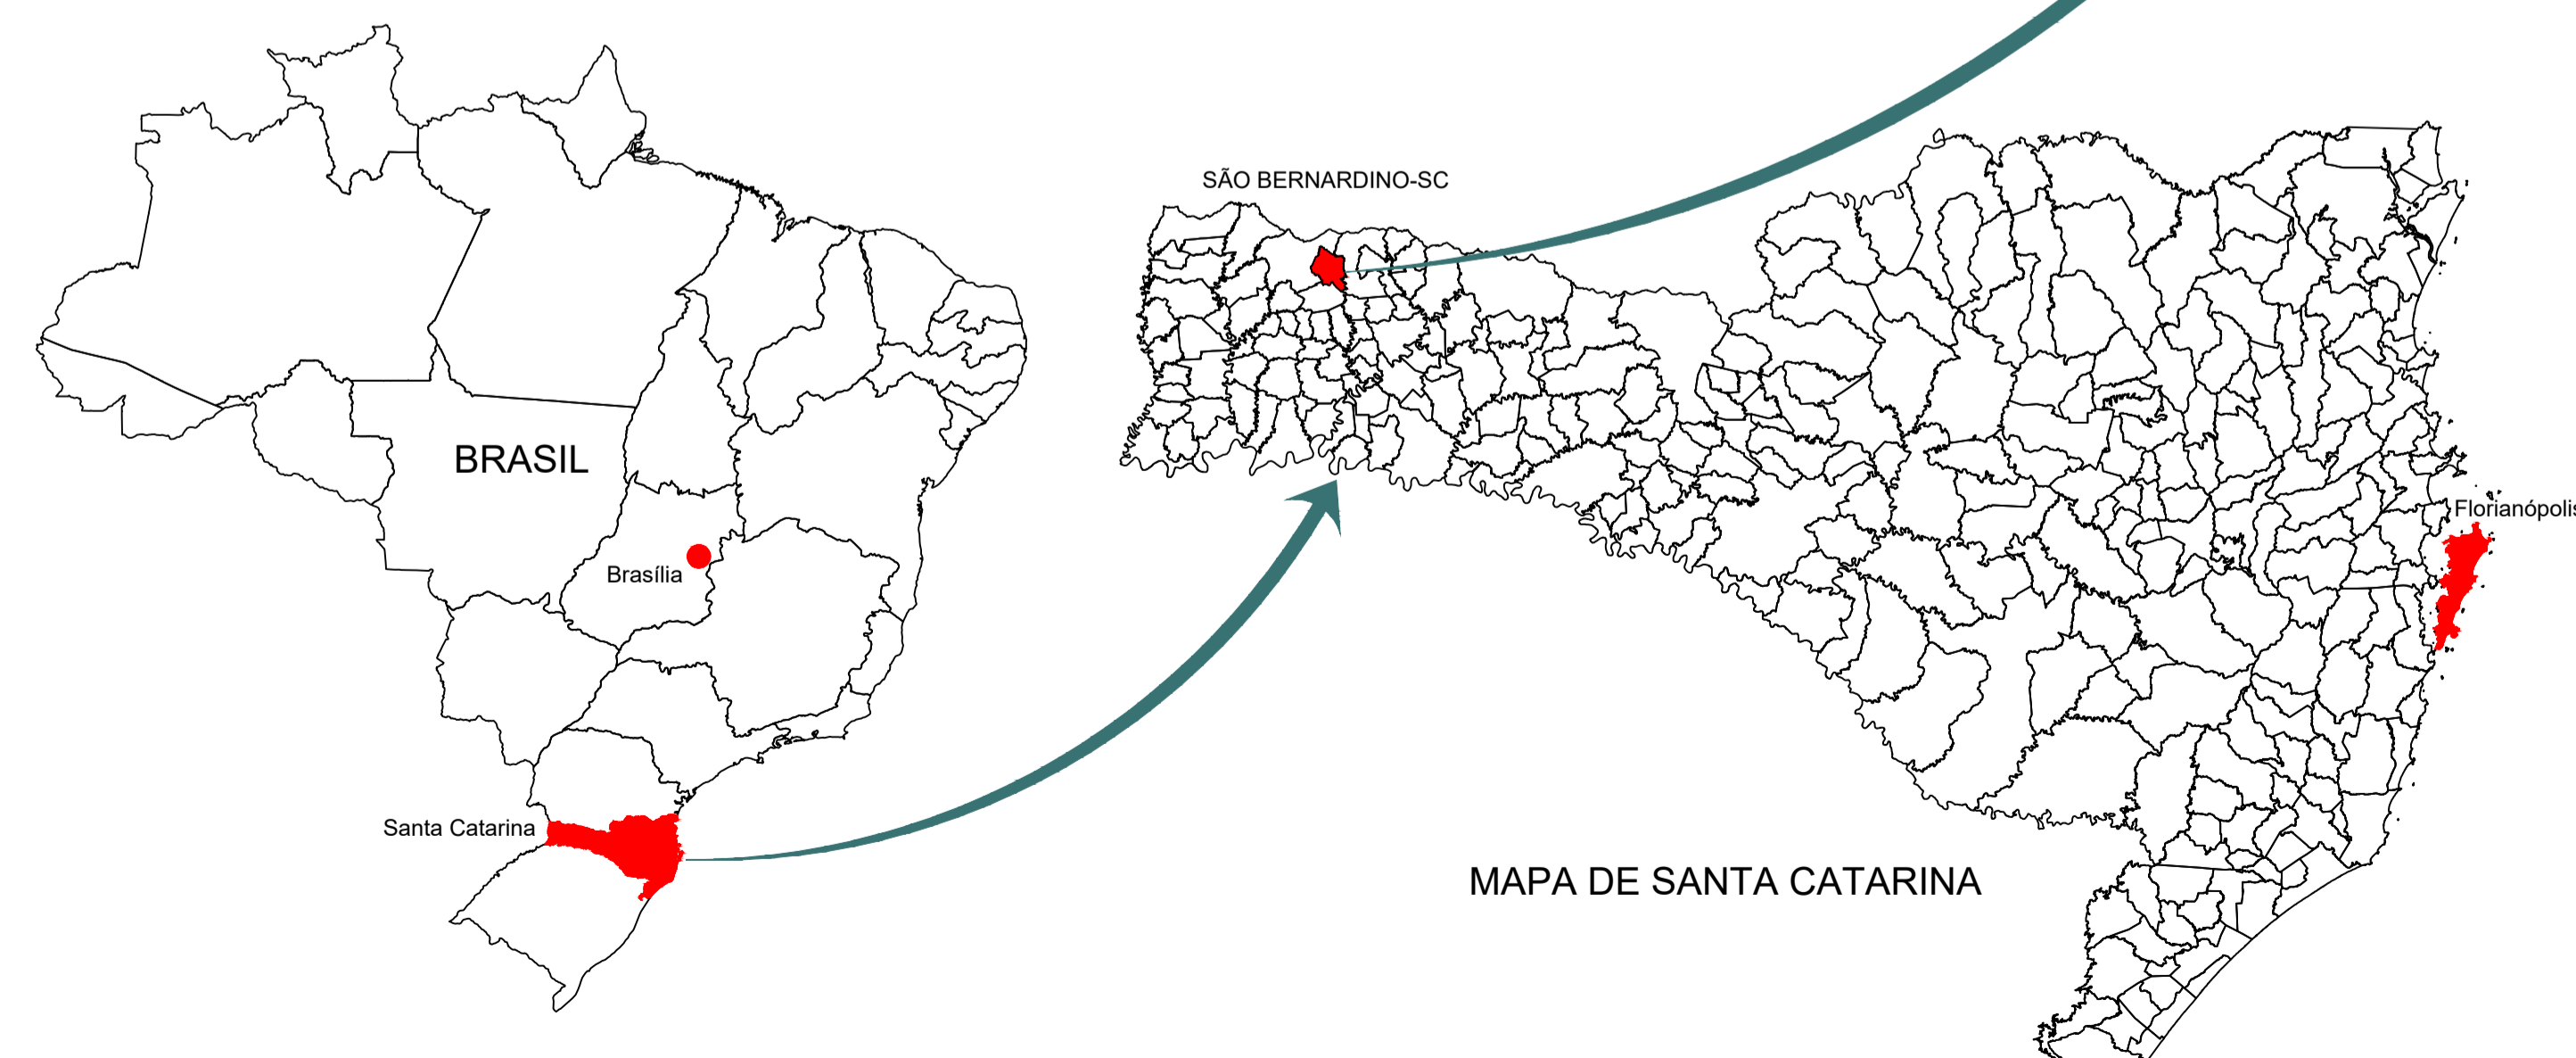 SÃO BERNARDINO-SC
BRASIL
Florianópolis
Brasília
Santa Catarina
MAPA DE SANTA CATARINA